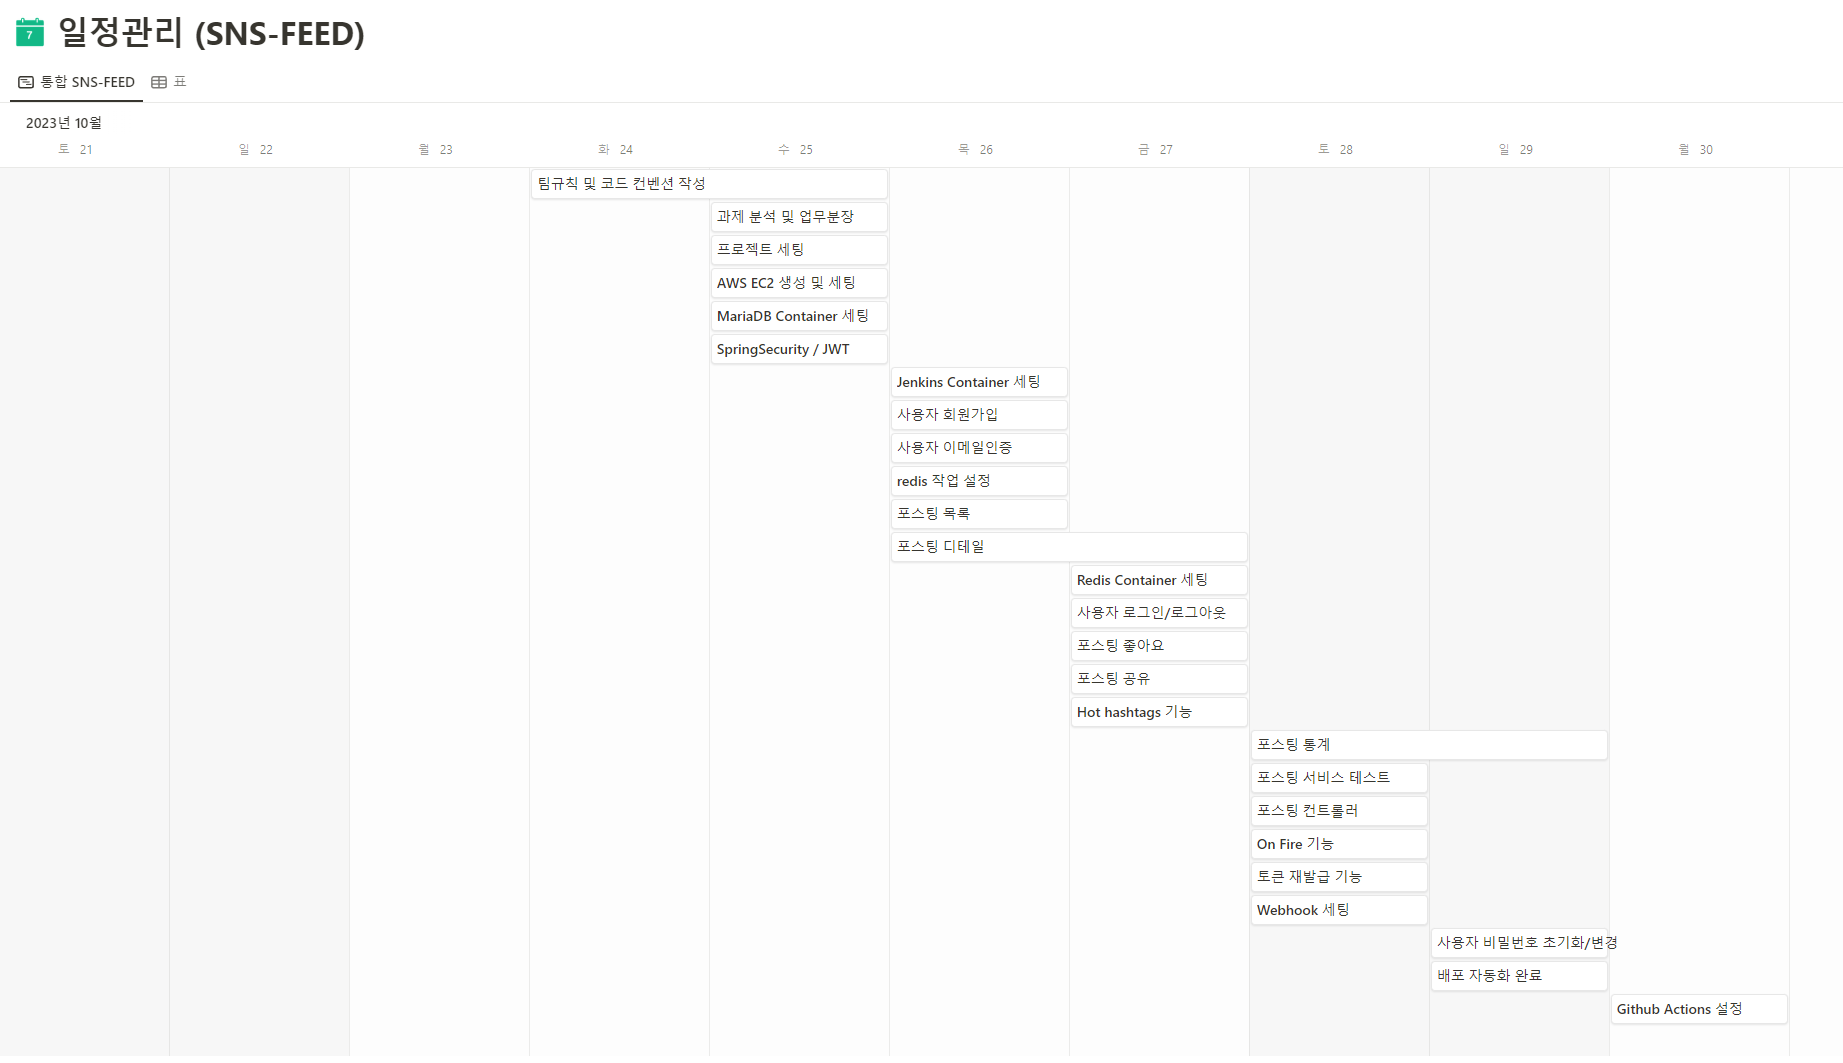 7
일정관리 (SNS-FEED)
통합 SNS-FEED 표
2023년 10월
토 21 일 22 월 23 화 24 수 25 목 26 금 27 토 28 일 29 월 30
팀규칙 및 코드 컨벤션 작성
과제 분석 및 업무분장
프로젝트 세팅
AWS EC2 생성 및 세팅
MariaDB Container 세팅
SpringSecurity / JWT
Jenkins Container 세팅
사용자 회원가입
사용자 이메일인증
redis 작업 설정
포스팅 목록
포스팅 디테일
Redis Container 세팅
사용자 로그인/로그아웃
포스팅 좋아요
포스팅 공유
Hot hashtags 기능
포스팅 통계
포스팅 서비스 테스트
포스팅 컨트롤러
On Fire 기능
토큰 재발급 기능
Webhook 세팅
사용자 비밀번호 초기화/변경
배포 자동화 완료
Github Actions 설정